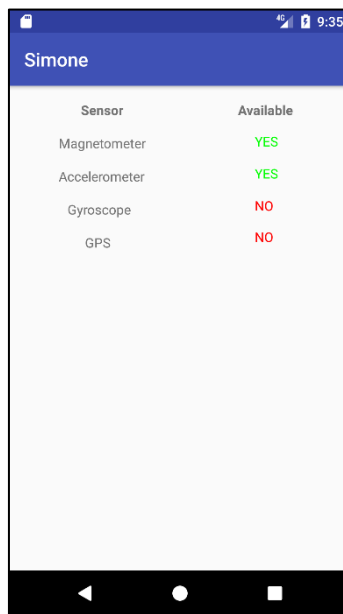 4G 9:35
Simone
Sensor Available
Magnetometer YES
Accelerometer YES
Gyroscope NO
GPS NO